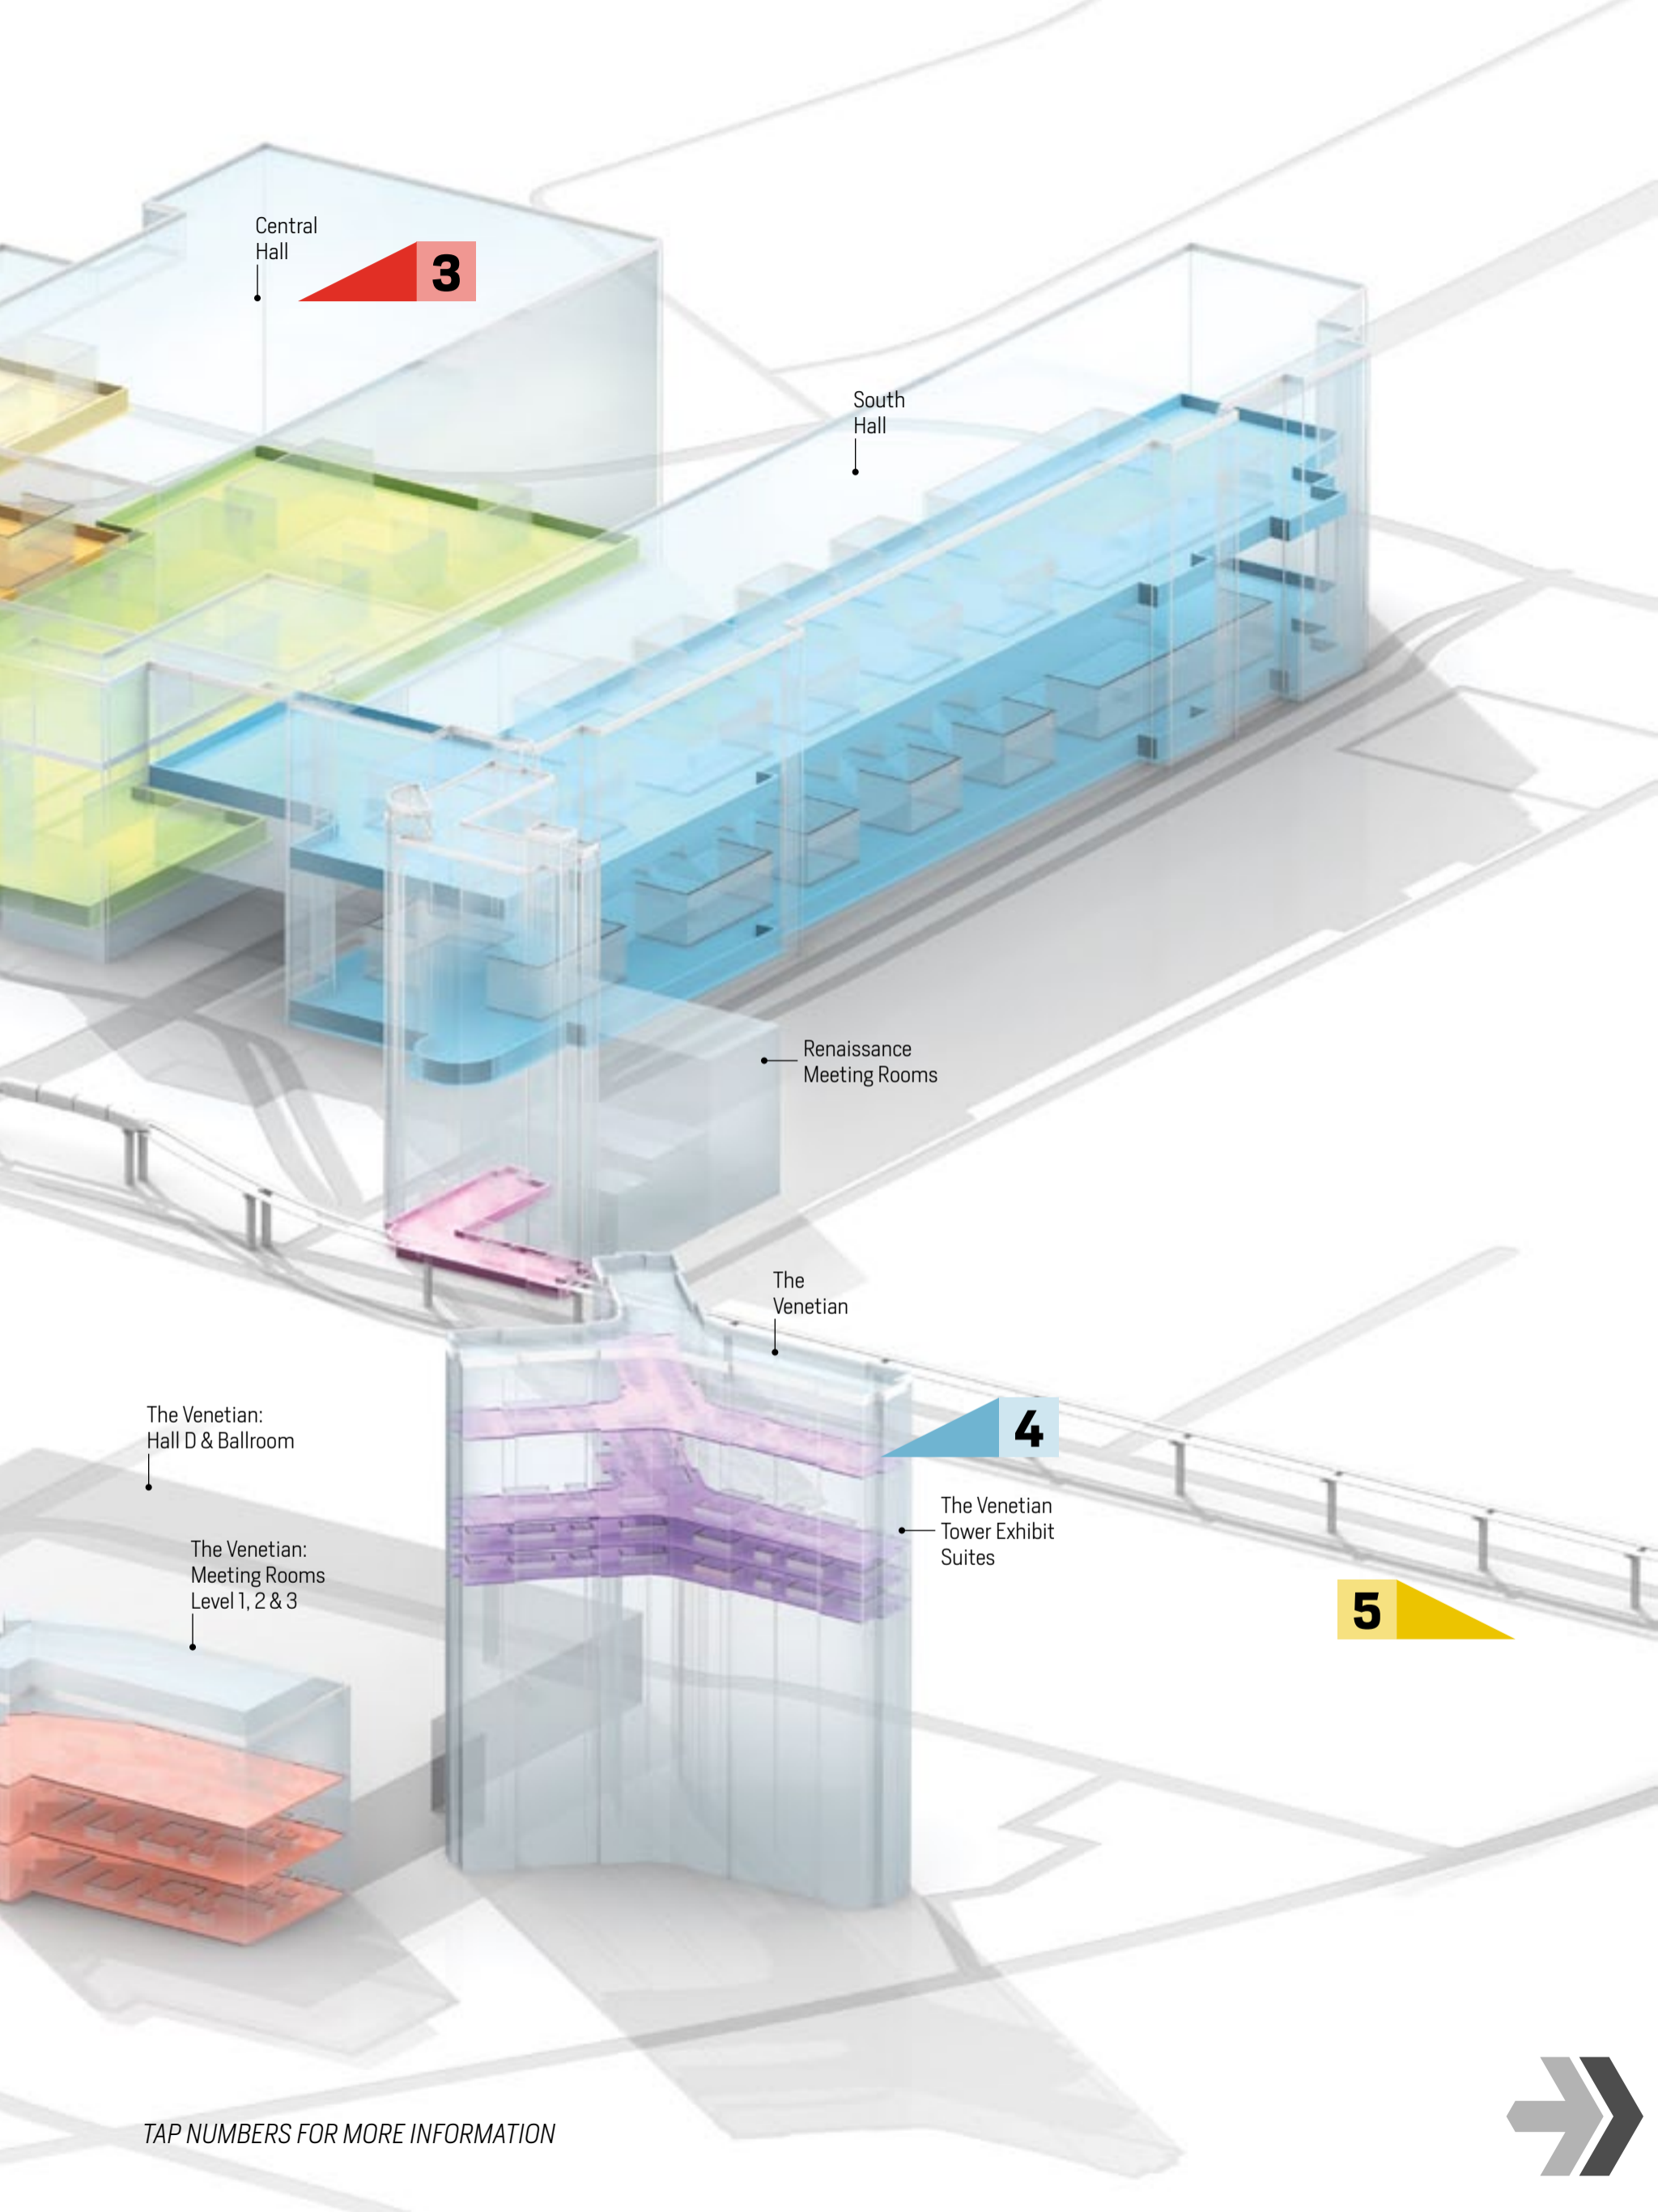 Central
Hall
3
South
Hall
Renaissance
Meeting Rooms
The
Venetian
The Venetian:
Hall D & Ballroom
4
The Venetian
Tower Exhibit
Suites
The Venetian:
Meeting Rooms
Level 1, 2 & 3
5
TAP NUMBERS FOR MORE INFORMATION